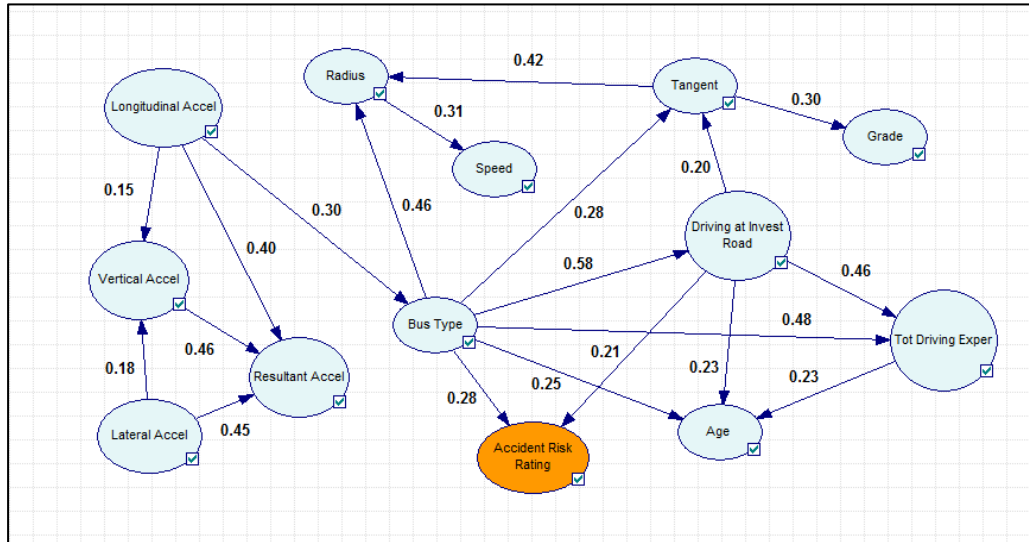 Radius
0.42
Tangent
Longitudinal Accel
0.31
0.30
Grade
Speed
0.15
0.20
0.30
0.46
0.28
Driving at Invest
Road
0.40
0.58
0.46
Vertical Accel
Bus Type
0.48
Tot Driving Exper
0.46
0.21
0.18
Resultant Accel
0.23
0.23
0.25
0.28
0.45
Lateral Accel
Age
Accident Risk
Rating